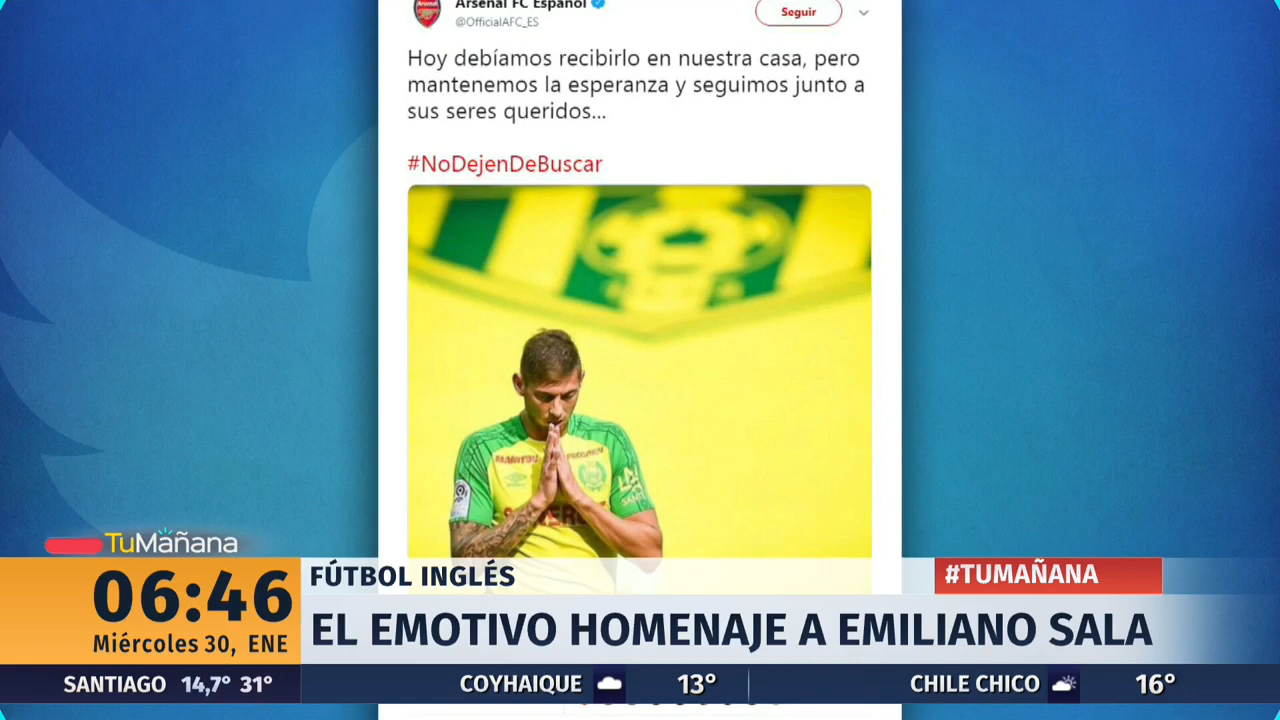 Arsenal FC Español
@OfficialAFC_ES
Seguir
Hoy debíamos recibirlo en nuestra casa, pero
mantenemos la esperanza y seguimos junto a
sus seres queridos...
#NoDejenDeBuscar
TuMañana
06:46
Miércoles 30, ENE
FÚTBOL INGLÉS
#TUMAÑANA
EL EMOTIVO HOMENAJE A EMILIANO SALA
SANTIAGO 14,7° 31°
COYHAIQUE 13°
CHILE CHICO 16°